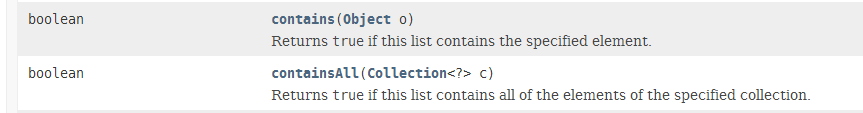 boolean contains(Object o)
Returns true if this list contains the specified element.
boolean containsAll(Collection<?> c)
Returns true if this list contains all of the elements of the specified collection.